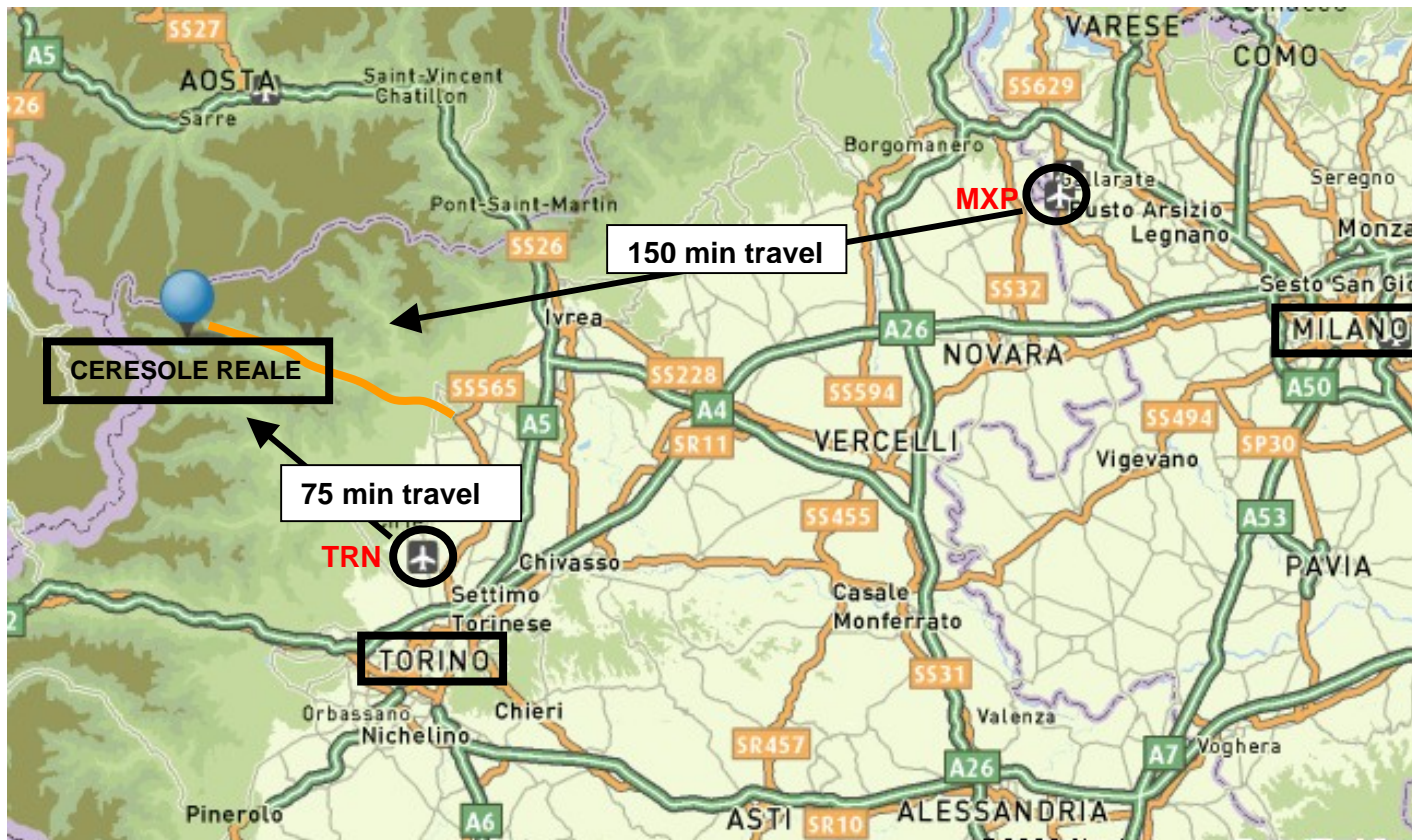 SS27
VARESE
COMO
A5
AOSTA
Saint-Vincent
Chatillon
SS629
SS26
Sarre
Borgomanero
Gallarate
Seregno
MXP
Pont-Saint-Martin
Busto Arsizio
Legnano
Monza
SS26
150 min travel
SS32
Sesto San Gio
Ivrea
A26
MILANO
NOVARA
CERESOLE REALE
SS565
SS228
SS594
A50
A5
A4
SS494
SR11
VERCELLI
SP30
Vigevano
75 min travel
SS455
A53
TRN
Chivasso
PAVIA
Settimo
Torinese
Casale
Monferrato
TORINO
SS31
Orbassano
Chieri
Valenza
Nichelino
SR457
A7
Voghera
A26
Pinerolo
A6
ASTI
SR10
ALESSANDRIA